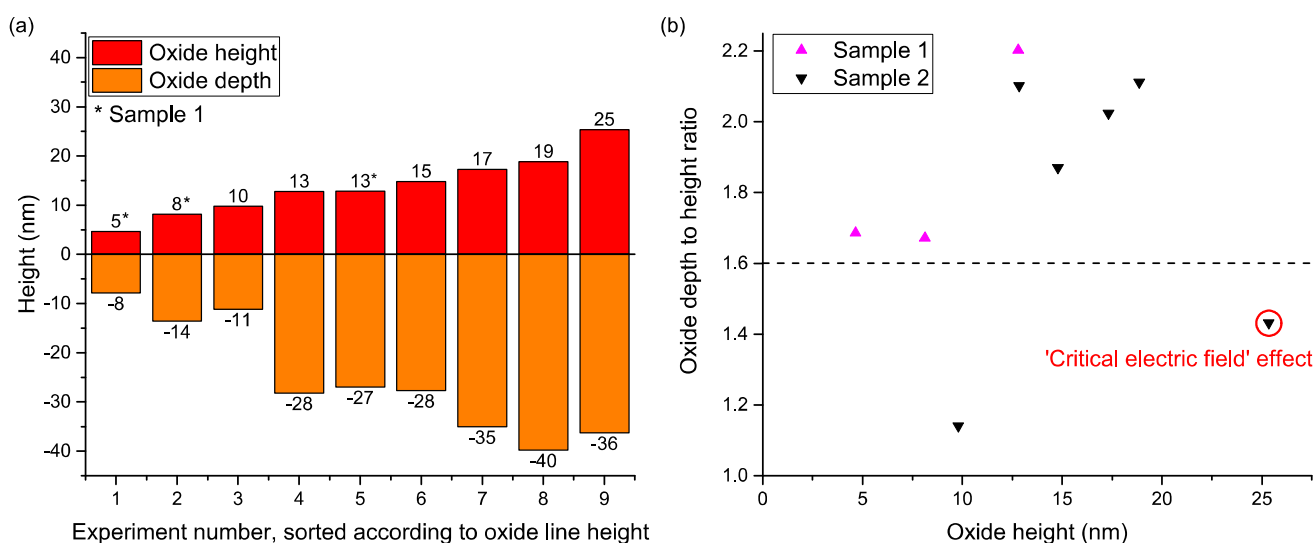 (a)
40
30
20
10
0
-10
-20
-30
-40
Height (nm)
Oxide height
Oxide depth
* Sample 1
5*
8*
10
13
13*
15
17
19
25
-8
-14
-11
-28
-27
-28
-35
-40
-36
1 2 3 4 5 6 7 8 9
Experiment number, sorted according to oxide line height
(b)
2.2
2.0
1.8
1.6
1.4
1.2
1.0
Oxide depth to height ratio
Sample 1
Sample 2
'Critical electric field' effect
0 5 10 15 20 25
Oxide height (nm)